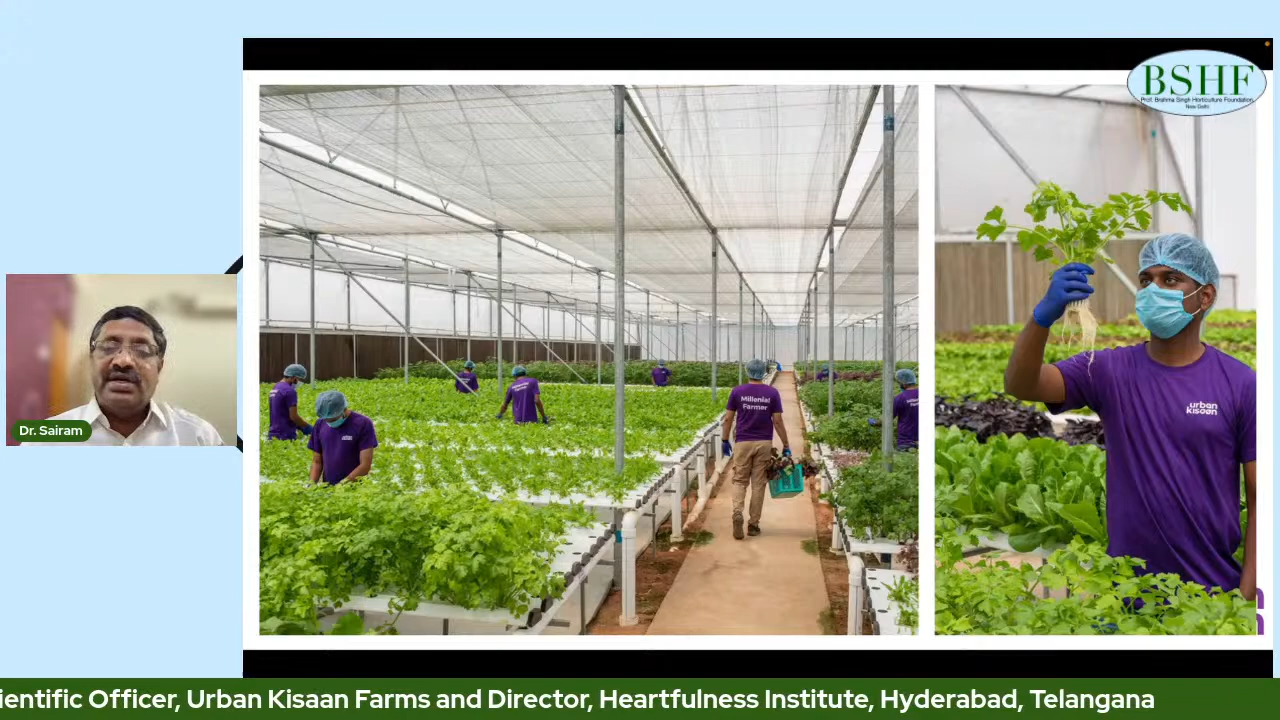 BSHF
Prof. Brahma Singh Horticulture Foundation
New Delhi
Millenial
Farmer
urban
kisaan
Dr. Sairam
ientific Officer, Urban Kisaan Farms and Director, Heartfulness Institute, Hyderabad, Telangana